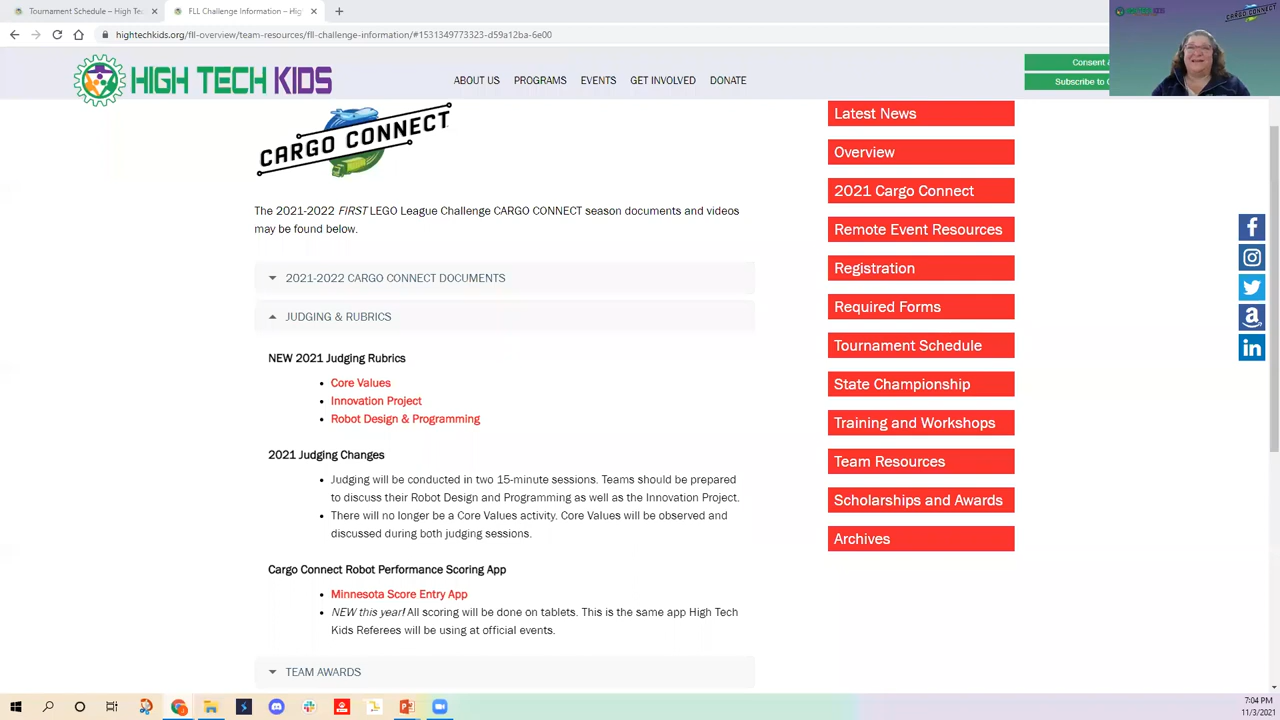 Tournament Schedule – High Te
FLL Challenge Information – Hig
hightechkids.org/fll-overview/team-resources/fll-challenge-information/#1531349773323-d59a12ba-6e00
HIGH TECH KIDS
ABOUT US PROGRAMS EVENTS GET INVOLVED DONATE
Consent &
Subscribe to
HIGH TECH KIDS
CARGO CONNECT
CARGO CONNECT
The 2021-2022 FIRST LEGO League Challenge CARGO CONNECT season documents and videos
may be found below.
2021-2022 CARGO CONNECT DOCUMENTS
JUDGING & RUBRICS
NEW 2021 Judging Rubrics
• Core Values
• Innovation Project
• Robot Design & Programming
2021 Judging Changes
• Judging will be conducted in two 15-minute sessions. Teams should be prepared
to discuss their Robot Design and Programming as well as the Innovation Project.
• There will no longer be a Core Values activity. Core Values will be observed and
discussed during both judging sessions.
Cargo Connect Robot Performance Scoring App
• Minnesota Score Entry App
• NEW this year! All scoring will be done on tablets. This is the same app High Tech
Kids Referees will be using at official events.
TEAM AWARDS
Latest News
Overview
2021 Cargo Connect
Remote Event Resources
Registration
Required Forms
Tournament Schedule
State Championship
Training and Workshops
Team Resources
Scholarships and Awards
Archives
7:04 PM
11/3/2021